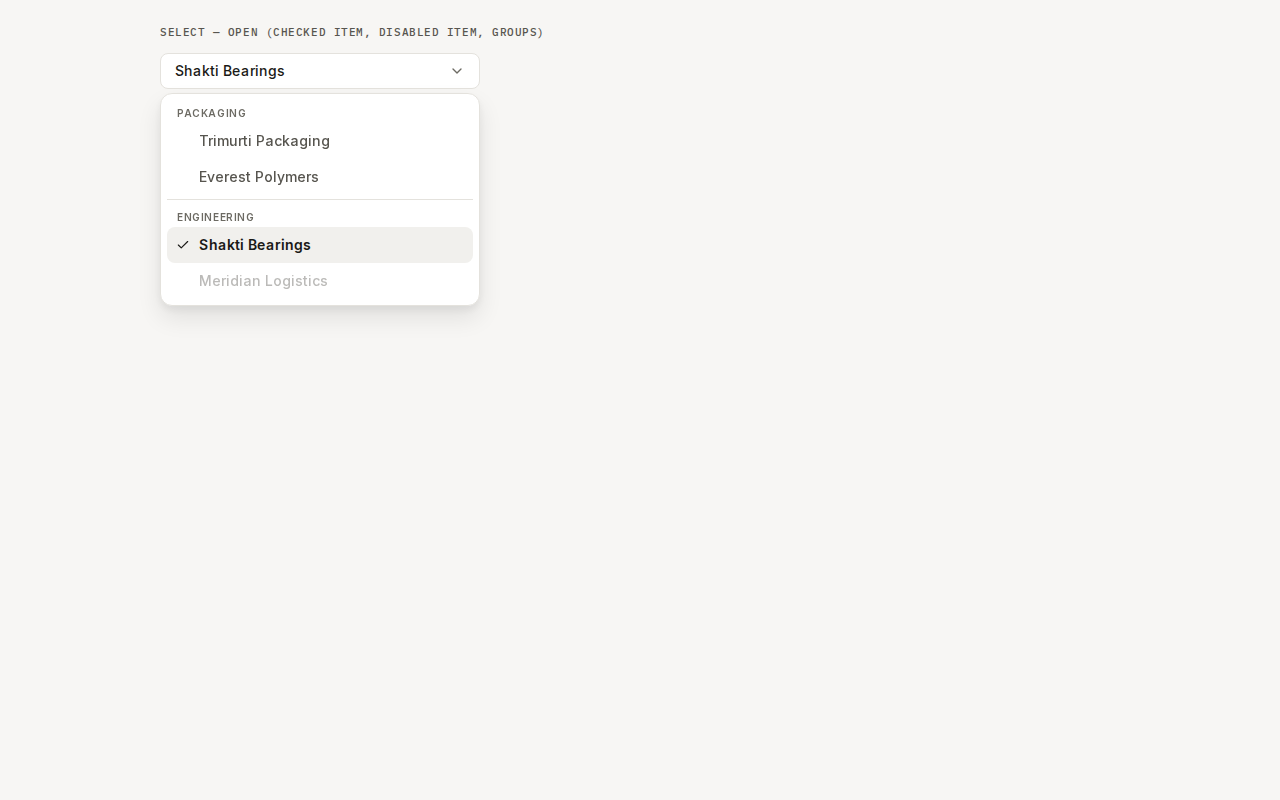 SELECT — OPEN (CHECKED ITEM, DISABLED ITEM, GROUPS)
Shakti Bearings
PACKAGING
Trimurti Packaging
Everest Polymers
ENGINEERING
Shakti Bearings
Meridian Logistics